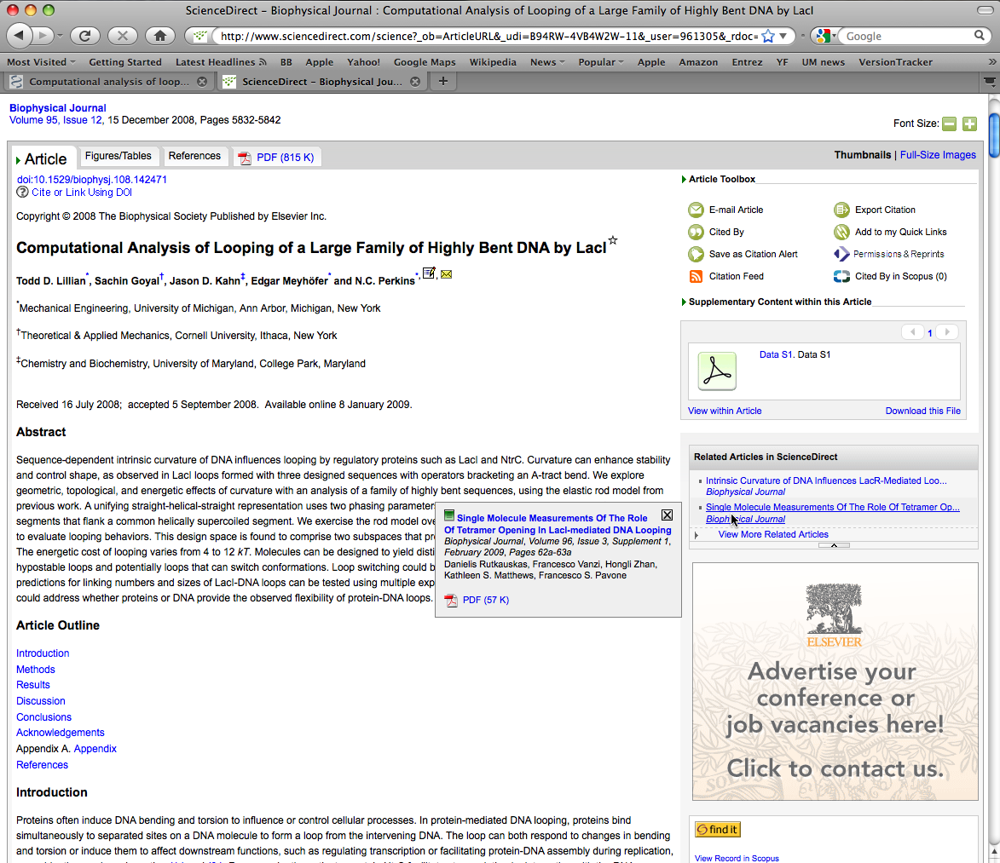 ScienceDirect – Biophysical Journal : Computational Analysis of Looping of a Large Family of Highly Bent DNA by LacI
http://www.sciencedirect.com/science?_ob=ArticleURL&_udi=B94RW-4VB4W2W-11&_user=961305&_rdoc=
Google
Most Visited Getting Started Latest Headlines BB Apple Yahoo! Google Maps Wikipedia News Popular Apple Amazon Entrez YF UM news VersionTracker »
Computational analysis of loop... ScienceDirect – Biophysical Jou... +
Biophysical Journal
Volume 95, Issue 12, 15 December 2008, Pages 5832-5842
Font Size:
Article Figures/Tables References PDF (815 K)
Thumbnails | Full-Size Images
doi:10.1529/biophysj.108.142471
? Cite or Link Using DOI
Copyright © 2008 The Biophysical Society Published by Elsevier Inc.
Computational Analysis of Looping of a Large Family of Highly Bent DNA by LacI☆
Todd D. Lillian*, Sachin Goyal†, Jason D. Kahn‡, Edgar Meyhöfer* and N.C. Perkins*,
*Mechanical Engineering, University of Michigan, Ann Arbor, Michigan, New York
†Theoretical & Applied Mechanics, Cornell University, Ithaca, New York
‡Chemistry and Biochemistry, University of Maryland, College Park, Maryland
Received 16 July 2008; accepted 5 September 2008. Available online 8 January 2009.
Abstract
Sequence-dependent intrinsic curvature of DNA influences looping by regulatory proteins such as LacI and NtrC. Curvature can enhance stability
and control shape, as observed in LacI loops formed with three designed sequences with operators bracketing an A-tract bend. We explore
geometric, topological, and energetic effects of curvature with an analysis of a family of highly bent sequences, using the elastic rod model from
previous work. A unifying straight-helical-straight representation uses two phasing parameter
segments that flank a common helically supercoiled segment. We exercise the rod model ove
to evaluate looping behaviors. This design space is found to comprise two subspaces that pr
The energetic cost of looping varies from 4 to 12 kT. Molecules can be designed to yield disti
hypostable loops and potentially loops that can switch conformations. Loop switching could b
predictions for linking numbers and sizes of LacI-DNA loops can be tested using multiple exp
could address whether proteins or DNA provide the observed flexibility of protein-DNA loops.
Single Molecule Measurements Of The Role
Of Tetramer Opening In LacI-mediated DNA Looping
Biophysical Journal, Volume 96, Issue 3, Supplement 1,
February 2009, Pages 62a-63a
Danielis Rutkauskas, Francesco Vanzi, Hongli Zhan,
Kathleen S. Matthews, Francesco S. Pavone
PDF (57 K)
Article Outline
Introduction
Methods
Results
Discussion
Conclusions
Acknowledgements
Appendix A. Appendix
References
Introduction
Proteins often induce DNA bending and torsion to influence or control cellular processes. In protein-mediated DNA looping, proteins bind
simultaneously to separated sites on a DNA molecule to form a loop from the intervening DNA. The loop can both respond to changes in bending
and torsion or induce them to affect downstream functions, such as regulating transcription or facilitating protein-DNA assembly during replication,
Article Toolbox
E-mail Article Export Citation
Cited By Add to my Quick Links
Save as Citation Alert Permissions & Reprints
Citation Feed Cited By in Scopus (0)
Supplementary Content within this Article
1
Data S1. Data S1
View within Article Download this File
Related Articles in ScienceDirect
Intrinsic Curvature of DNA Influences LacR-Mediated Loo...
Biophysical Journal
Single Molecule Measurements Of The Role Of Tetramer Op...
Biophysical Journal
View More Related Articles
ELSEVIER
Advertise your
conference or
job vacancies here!
Click to contact us.
find it
View Record in Scopus